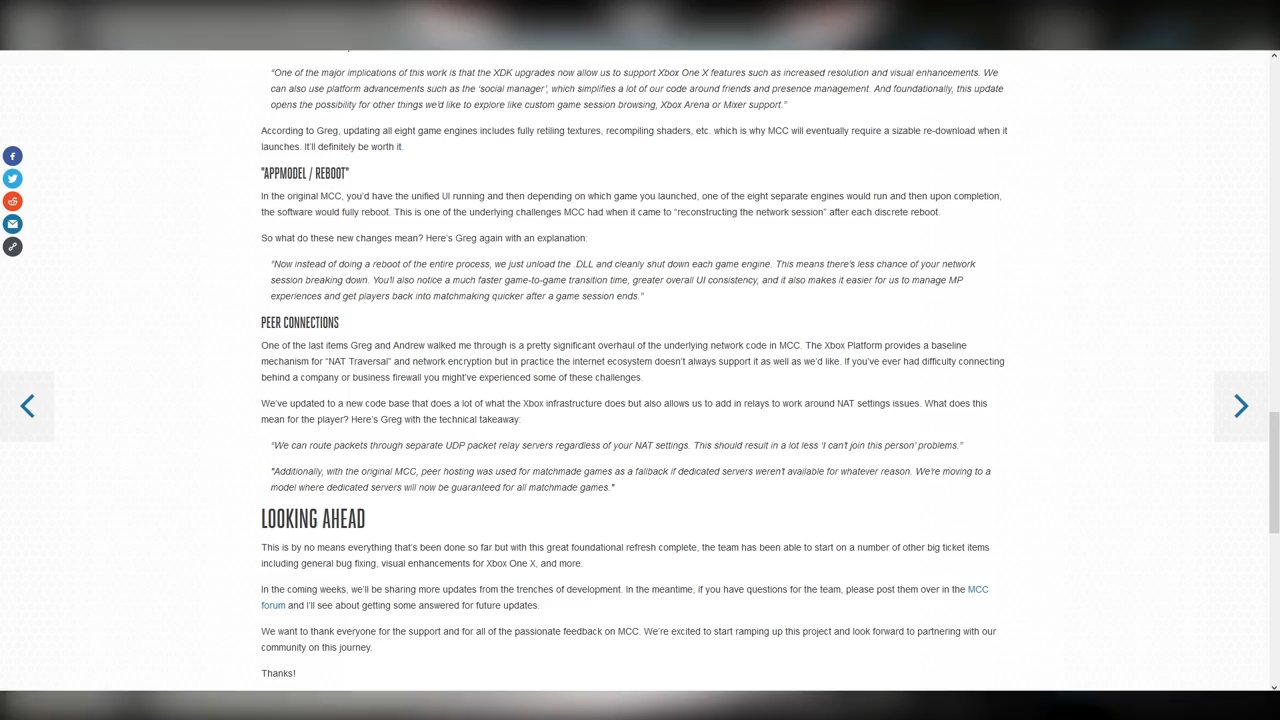 “One of the major implications of this work is that the XDK upgrades now allow us to support Xbox One X features such as increased resolution and visual enhancements. We
can also use platform advancements such as the ‘social manager’, which simplifies a lot of our code around friends and presence management. And foundationally, this update
opens the possibility for other things we’d like to explore like custom game session browsing, Xbox Arena or Mixer support.”
According to Greg, updating all eight game engines includes fully retiling textures, recompiling shaders, etc. which is why MCC will eventually require a sizable re-download when it
launches. It’ll definitely be worth it.
"APPMODEL / REBOOT"
In the original MCC, you’d have the unified UI running and then depending on which game you launched, one of the eight separate engines would run and then upon completion,
the software would fully reboot. This is one of the underlying challenges MCC had when it came to “reconstructing the network session” after each discrete reboot.
So what do these new changes mean? Here’s Greg again with an explanation:
“Now instead of doing a reboot of the entire process, we just unload the .DLL and cleanly shut down each game engine. This means there’s less chance of your network
session breaking down. You’ll also notice a much faster game-to-game transition time, greater overall UI consistency, and it also makes it easier for us to manage MP
experiences and get players back into matchmaking quicker after a game session ends.”
PEER CONNECTIONS
One of the last items Greg and Andrew walked me through is a pretty significant overhaul of the underlying network code in MCC. The Xbox Platform provides a baseline
mechanism for “NAT Traversal” and network encryption but in practice the internet ecosystem doesn’t always support it as well as we’d like. If you’ve ever had difficulty connecting
behind a company or business firewall you might’ve experienced some of these challenges.
We’ve updated to a new code base that does a lot of what the Xbox infrastructure does but also allows us to add in relays to work around NAT settings issues. What does this
mean for the player? Here’s Greg with the technical takeaway:
“We can route packets through separate UDP packet relay servers regardless of your NAT settings. This should result in a lot less ‘I can’t join this person’ problems.”
"Additionally, with the original MCC, peer hosting was used for matchmade games as a fallback if dedicated servers weren’t available for whatever reason. We’re moving to a
model where dedicated servers will now be guaranteed for all matchmade games."
LOOKING AHEAD
This is by no means everything that’s been done so far but with this great foundational refresh complete, the team has been able to start on a number of other big ticket items
including general bug fixing, visual enhancements for Xbox One X, and more.
In the coming weeks, we’ll be sharing more updates from the trenches of development. In the meantime, if you have questions for the team, please post them over in the MCC
forum and I’ll see about getting some answered for future updates.
We want to thank everyone for the support and for all of the passionate feedback on MCC. We’re excited to start ramping up this project and look forward to partnering with our
community on this journey.
Thanks!